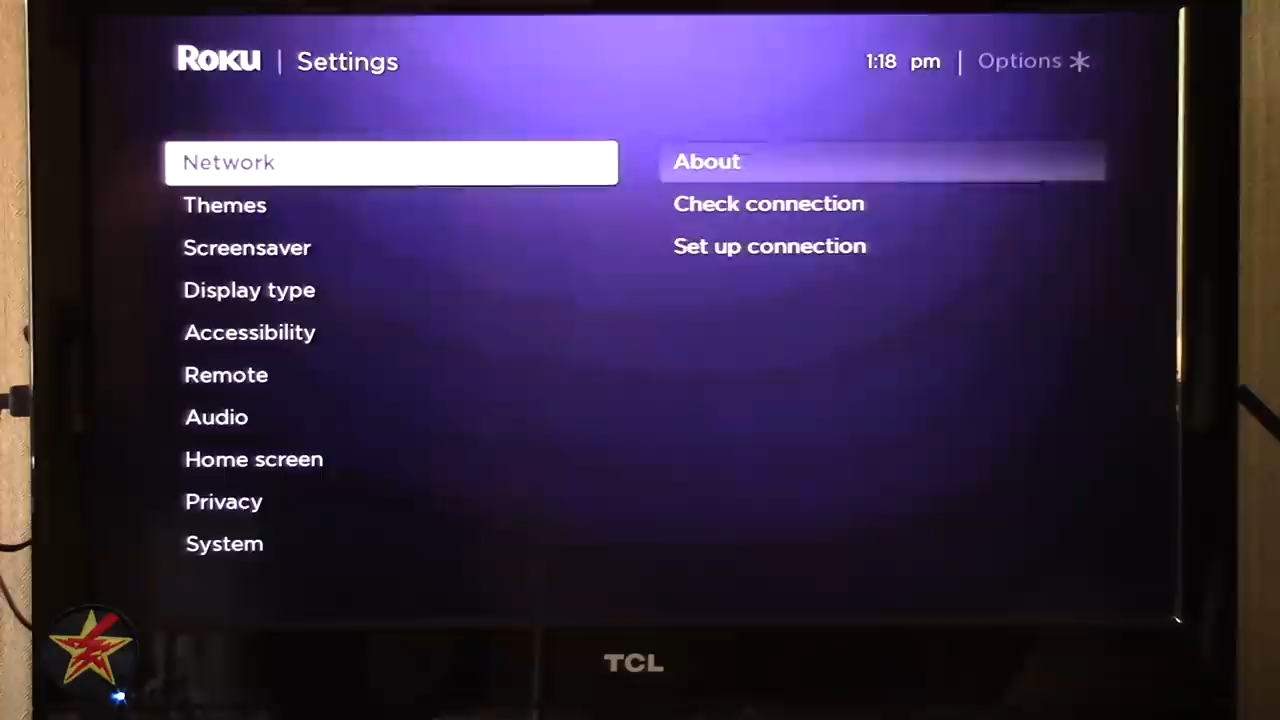 Roku | Settings
1:18 pm | Options *
Network
Themes
Screensaver
Display type
Accessibility
Remote
Audio
Home screen
Privacy
System
About
Check connection
Set up connection
TCL